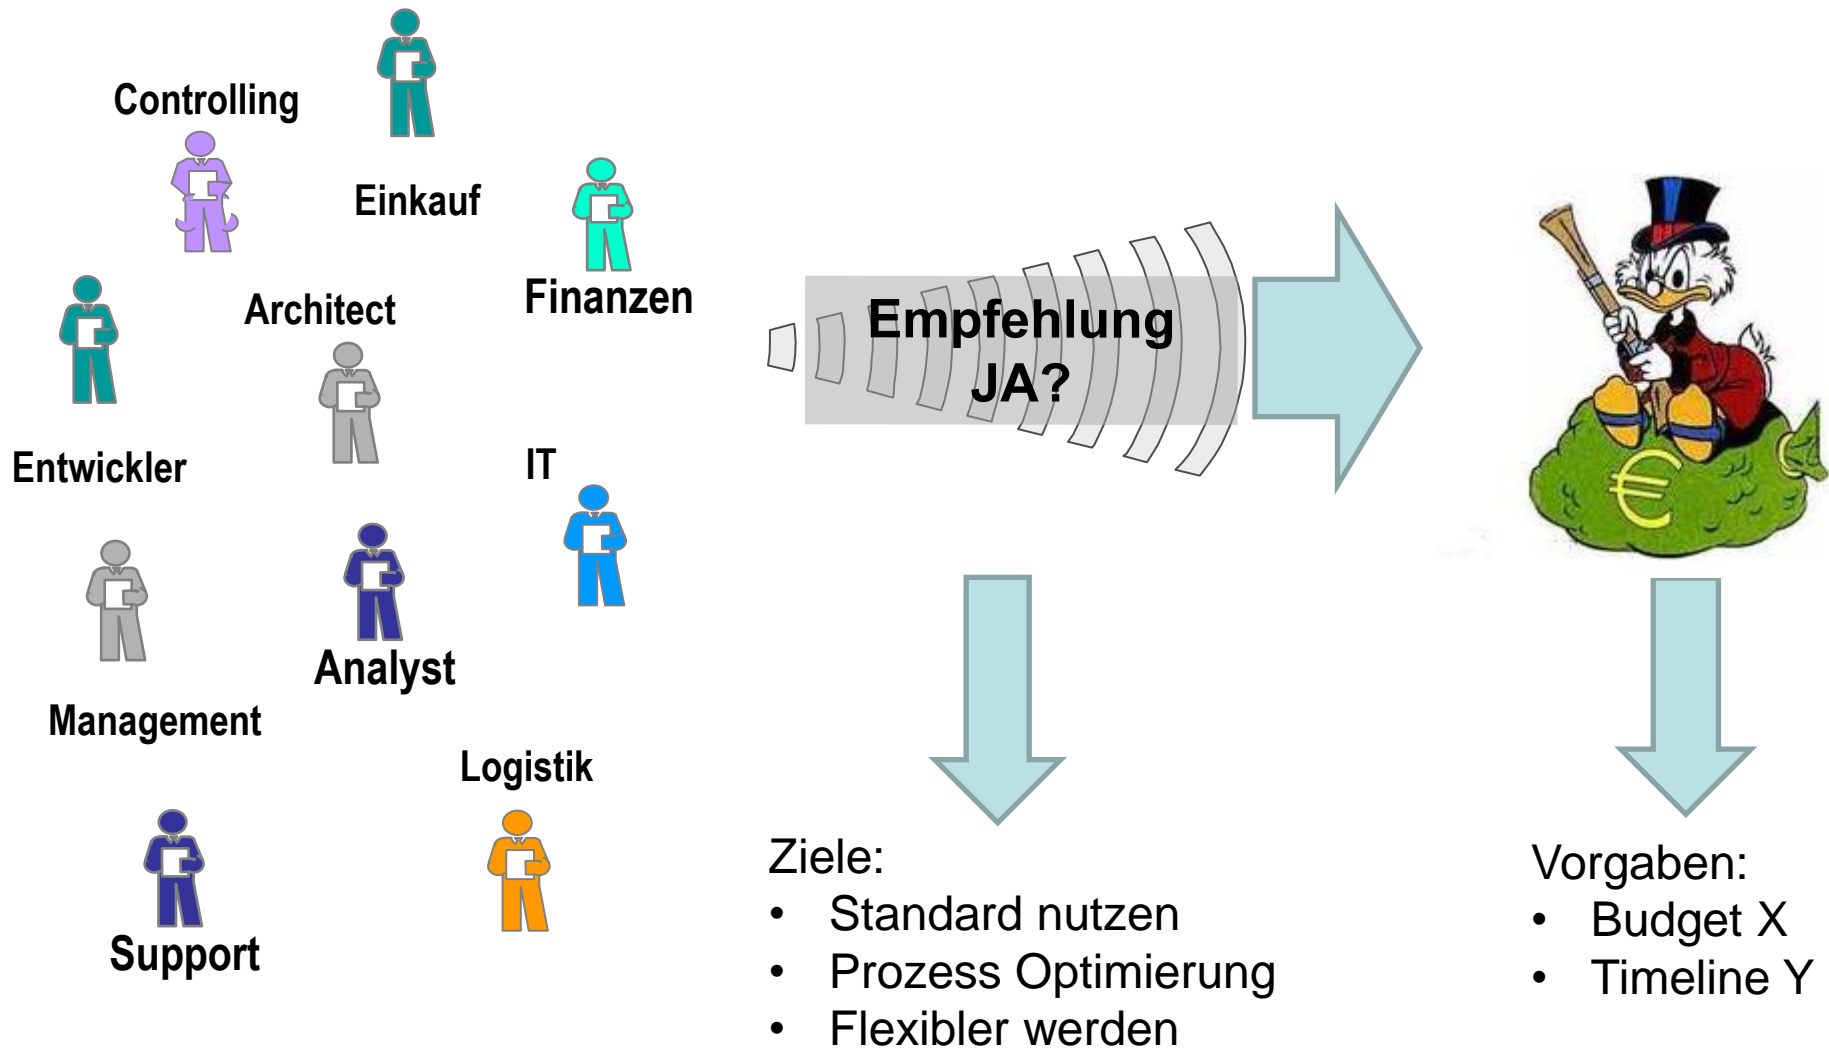 Controlling
Einkauf
Finanzen
Architect
Entwickler
IT
Analyst
Management
Logistik
Support
Empfehlung
JA?
€
Ziele:
• Standard nutzen
• Prozess Optimierung
• Flexibler werden
Vorgaben:
• Budget X
• Timeline Y